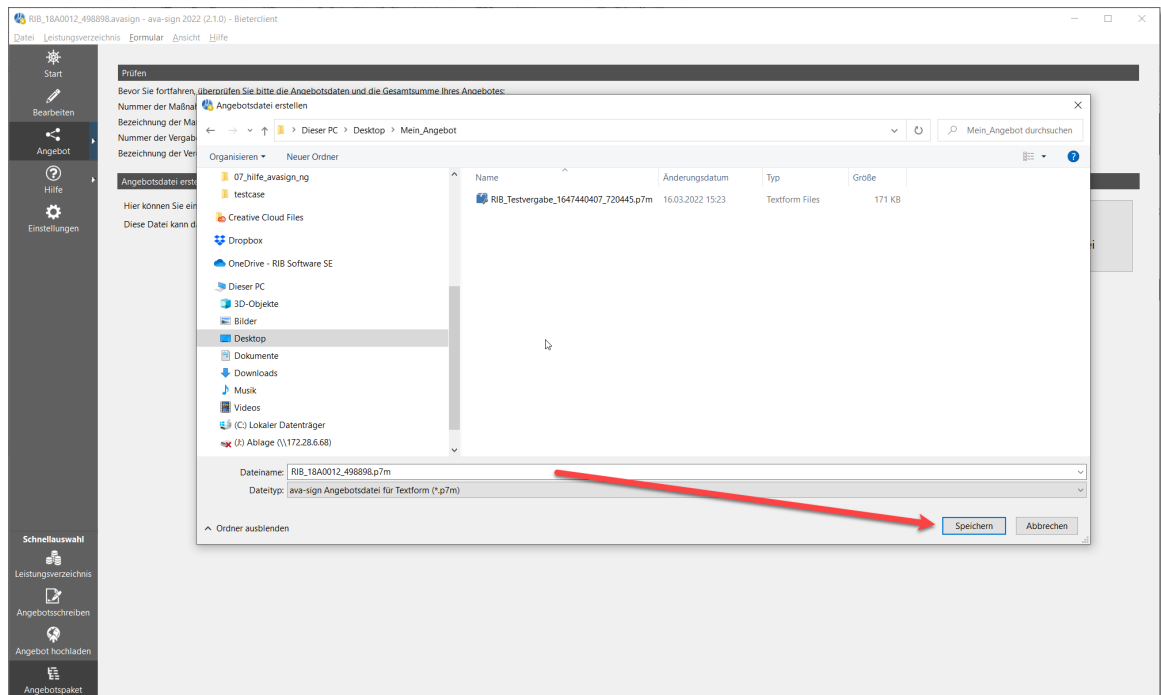 RIB_18A0012_498898.avasign - ava-sign 2022 (2.1.0) - Bieterclient
Datei Leistungsverzeichnis Formular Ansicht Hilfe
Start
Bearbeiten
Angebot
Hilfe
Einstellungen
Prüfen
Bevor Sie fortfahren, überprüfen Sie bitte die Angebotsdaten und die Gesamtsumme Ihres Angebotes:
Nummer der Maßna
Bezeichnung der Ma
Nummer der Vergab
Bezeichnung der Ver
Angebotsdatei erste
Hier können Sie ein
Diese Datei kann d
Angebotsdatei erstellen
Dieser PC > Desktop > Mein_Angebot
Mein_Angebot durchsuchen
Organisieren Neuer Ordner
07_hilfe_avasign_ng
testcase
Creative Cloud Files
Dropbox
OneDrive - RIB Software SE
Dieser PC
3D-Objekte
Bilder
Desktop
Dokumente
Downloads
Musik
Videos
(C:) Lokaler Datenträger
(J:) Ablage (\\172.28.6.68)
Name Änderungsdatum Typ Größe
RIB_Testvergabe_1647440407_720445.p7m 16.03.2022 15:23 Textform Files 171 KB
Dateiname: RIB_18A0012_498898.p7m
Dateityp: ava-sign Angebotsdatei für Textform (*.p7m)
Ordner ausblenden
Speichern Abbrechen
Schnellauswahl
Leistungsverzeichnis
Angebotsschreiben
Angebot hochladen
Angebotspaket